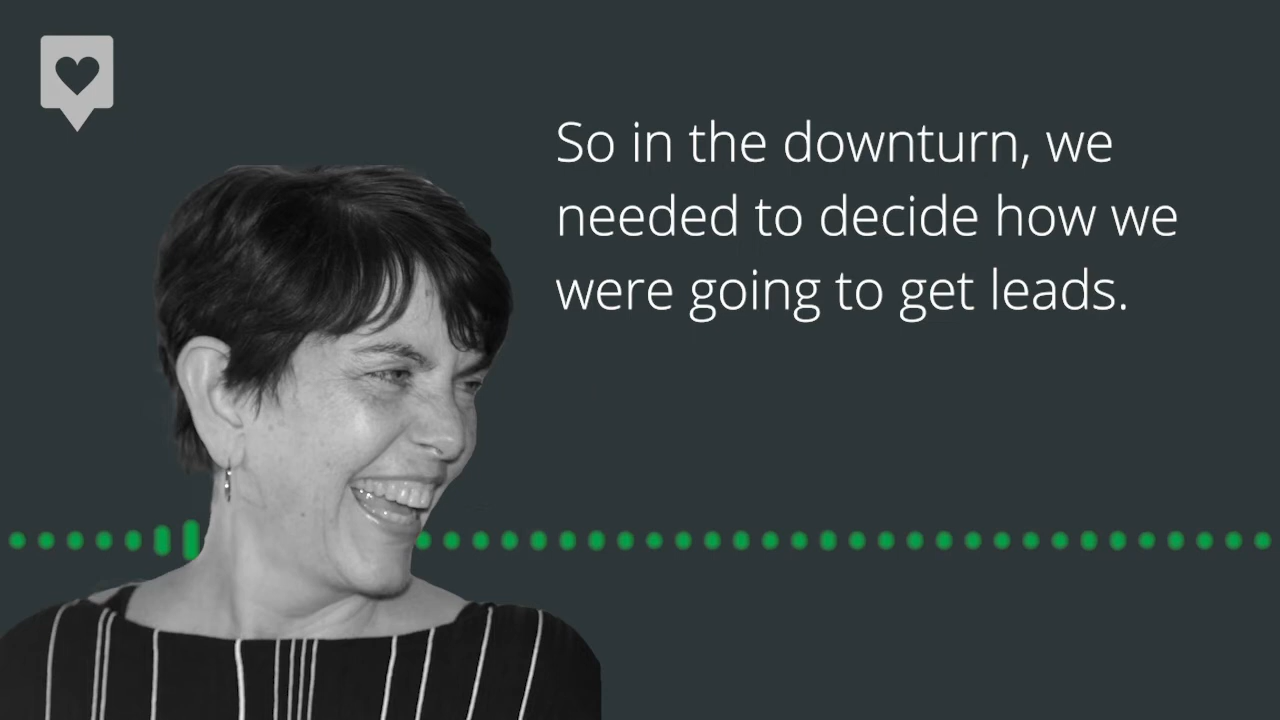 So in the downturn, we
needed to decide how we
were going to get leads.